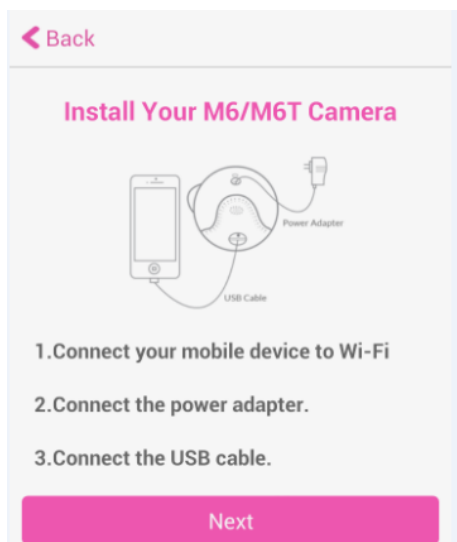 Back
Install Your M6/M6T Camera
Power Adapter
USB Cable
1.Connect your mobile device to Wi-Fi
2.Connect the power adapter.
3.Connect the USB cable.
Next